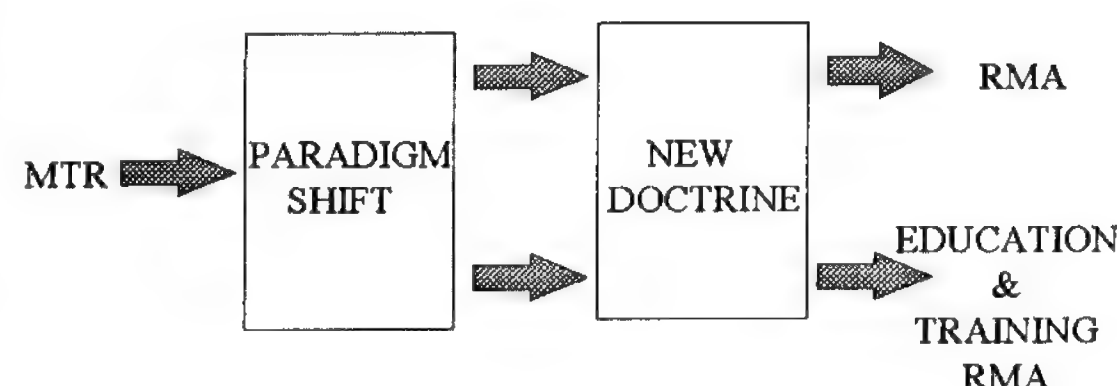 MTR
PARADIGM
SHIFT
NEW
DOCTRINE
RMA
EDUCATION
&
TRAINING
RMA